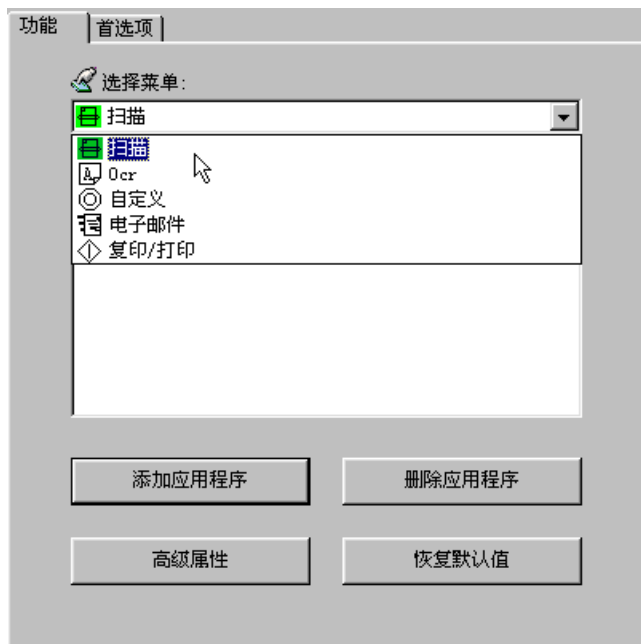 功能 首选项
选择菜单:
扫描
扫描
Ocr
自定义
电子邮件
复印/打印
添加应用程序 删除应用程序
高级属性 恢复默认值